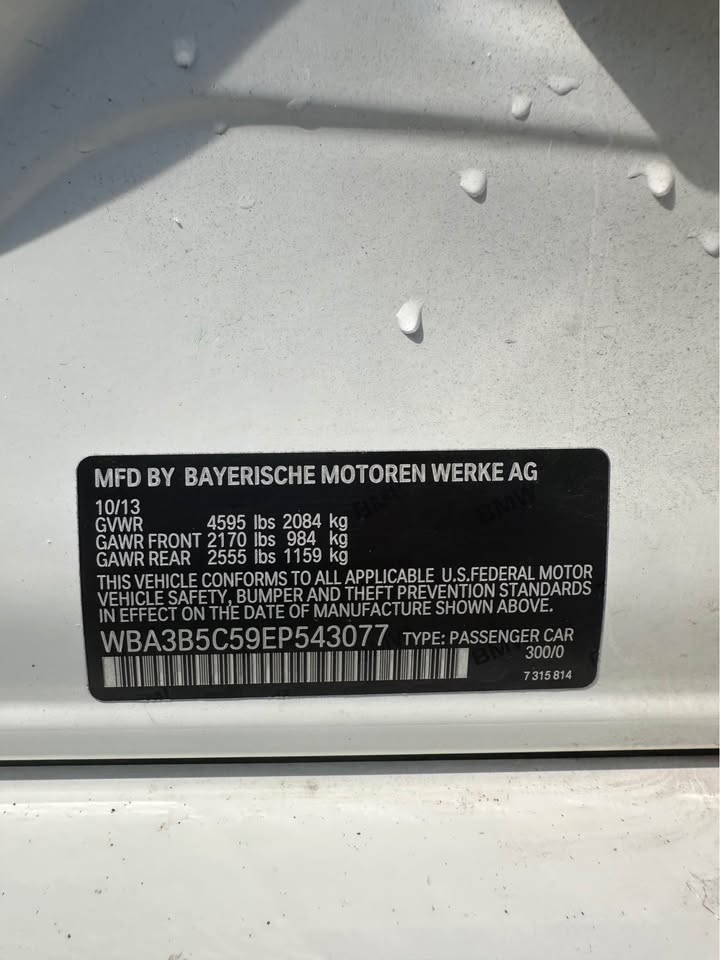 MFD BY BAYERISCHE MOTOREN WERKE AG
10/13
GVWR 4595 lbs 2084 kg
GAWR FRONT 2170 lbs 984 kg
GAWR REAR 2555 lbs 1159 kg
THIS VEHICLE CONFORMS TO ALL APPLICABLE U.S.FEDERAL MOTOR
VEHICLE SAFETY, BUMPER AND THEFT PREVENTION STANDARDS
IN EFFECT ON THE DATE OF MANUFACTURE SHOWN ABOVE.
WBA3B5C59EP543077 TYPE: PASSENGER CAR
300/0
7 315 814
BMW
BMW